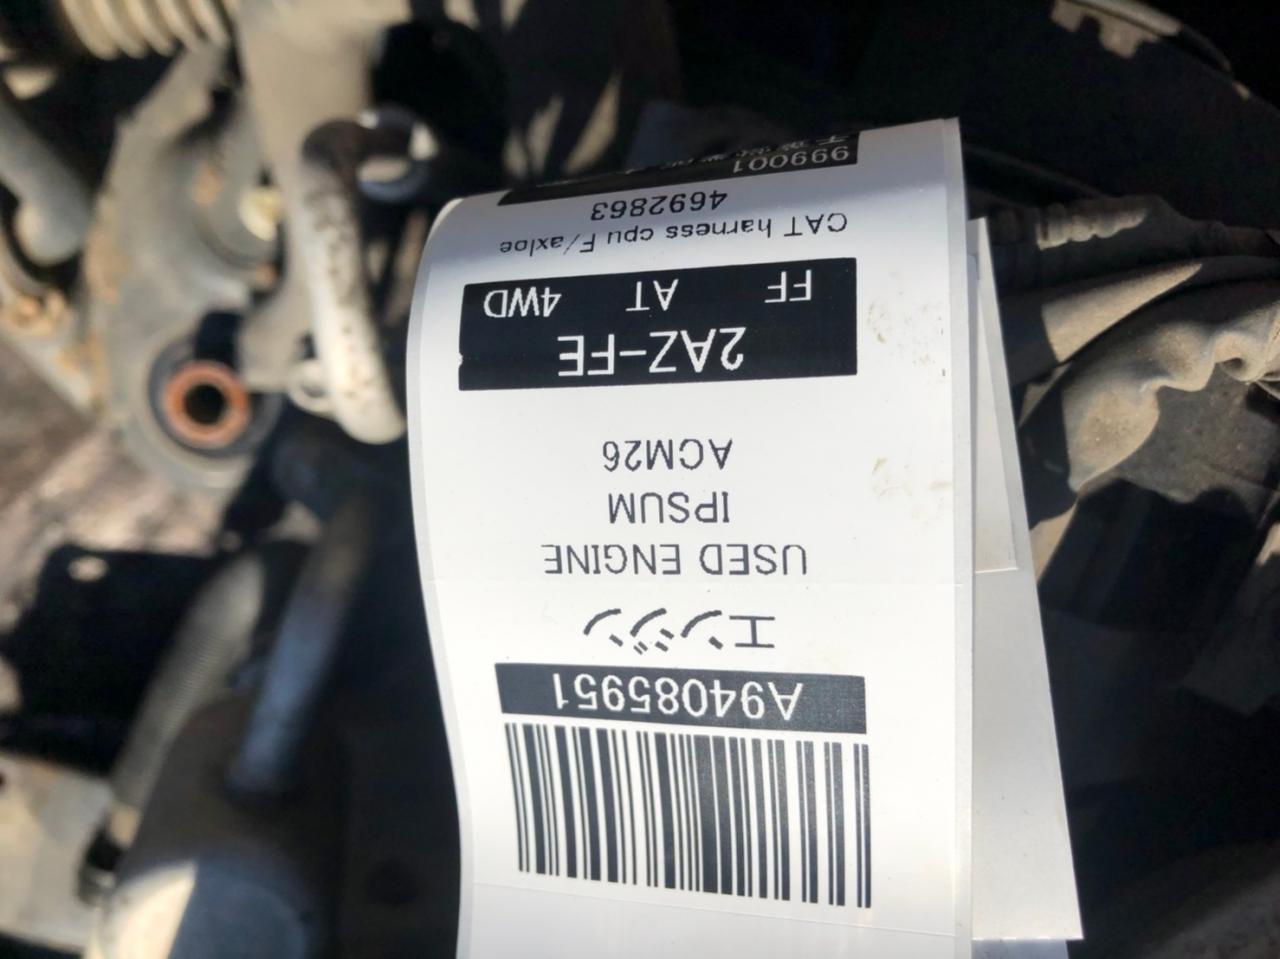 A94085951
エンジン
USED ENGINE
IPSUM
ACM26
2AZ-FE
FF AT 4WD
CAT harness cpu F/axloe
4692863
999001